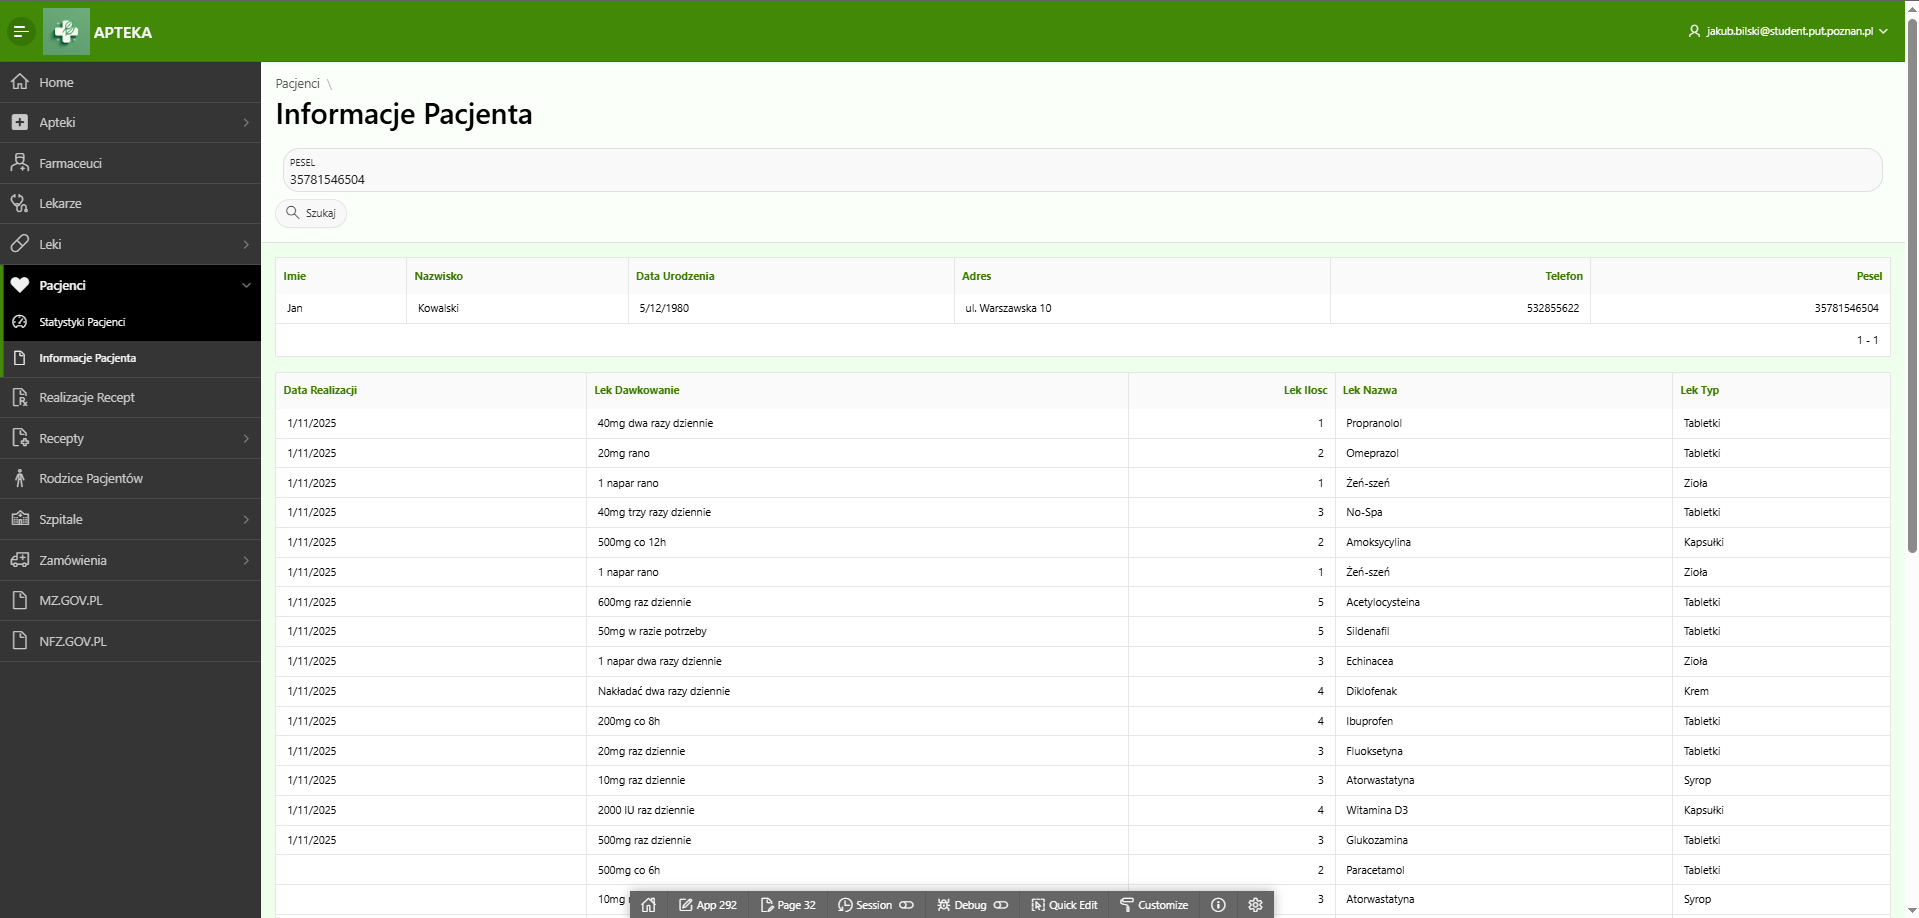 APTEKA
jakub.bilski@student.put.poznan.pl
Home
Apteki
Farmaceuci
Lekarze
Leki
Pacjenci
Statystyki Pacjenci
Informacje Pacjenta
Realizacje Recept
Recepty
Rodzice Pacjentów
Szpitale
Zamówienia
MZ.GOV.PL
NFZ.GOV.PL
Pacjenci \
Informacje Pacjenta
PESEL
35781546504
Szukaj
Imie Nazwisko Data Urodzenia Adres Telefon Pesel
Jan Kowalski 5/12/1980 ul. Warszawska 10 532855622 35781546504
1 - 1
Data Realizacji Lek Dawkowanie Lek Ilosc Lek Nazwa Lek Typ
1/11/2025 40mg dwa razy dziennie 1 Propranolol Tabletki
1/11/2025 20mg rano 2 Omeprazol Tabletki
1/11/2025 1 napar rano 1 Żeń-szeń Zioła
1/11/2025 40mg trzy razy dziennie 3 No-Spa Tabletki
1/11/2025 500mg co 12h 2 Amoksycylina Kapsułki
1/11/2025 1 napar rano 1 Żeń-szeń Zioła
1/11/2025 600mg raz dziennie 5 Acetylocysteina Tabletki
1/11/2025 50mg w razie potrzeby 5 Sildenafil Tabletki
1/11/2025 1 napar dwa razy dziennie 3 Echinacea Zioła
1/11/2025 Nakładać dwa razy dziennie 4 Diklofenak Krem
1/11/2025 200mg co 8h 4 Ibuprofen Tabletki
1/11/2025 20mg raz dziennie 3 Fluoksetyna Tabletki
1/11/2025 10mg raz dziennie 3 Atorwastatyna Syrop
1/11/2025 2000 IU raz dziennie 4 Witamina D3 Kapsułki
1/11/2025 500mg raz dziennie 3 Glukozamina Tabletki
500mg co 6h 2 Paracetamol Tabletki
10mg 3 Atorwastatyna Syrop
App 292 Page 32 Session Debug Quick Edit Customize